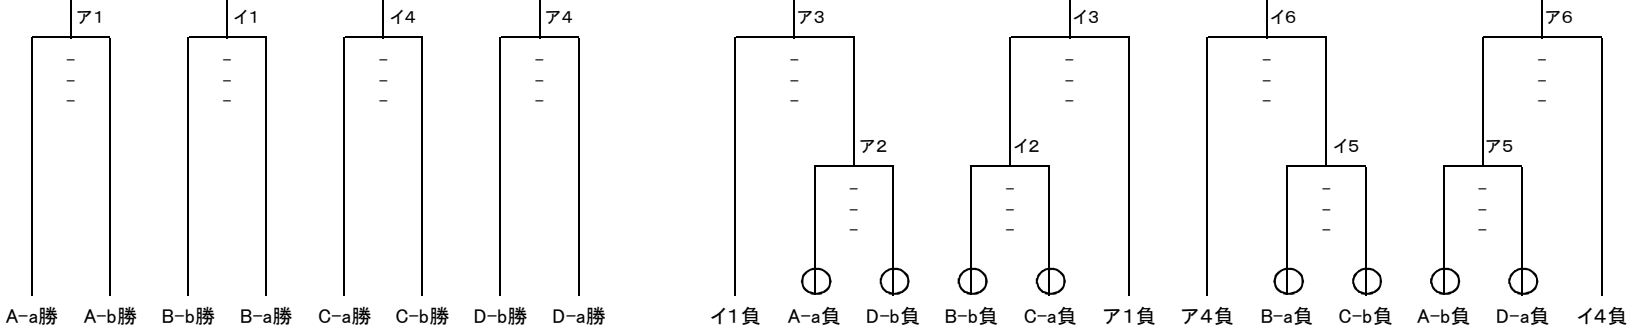 ア1 イ1 イ4 ア4 ア3 イ3 イ6 ア6
－ － － － － － － －
－ － － － － － － －
－ － － － － － － －
ア2 イ2 イ5 ア5
－ － － －
－ － － －
－ － － －
A-a勝 A-b勝 B-b勝 B-a勝 C-a勝 C-b勝 D-b勝 D-a勝 イ1負 A-a負 D-b負 B-b負 C-a負 ア1負 ア4負 B-a負 C-b負 A-b負 D-a負 イ4負